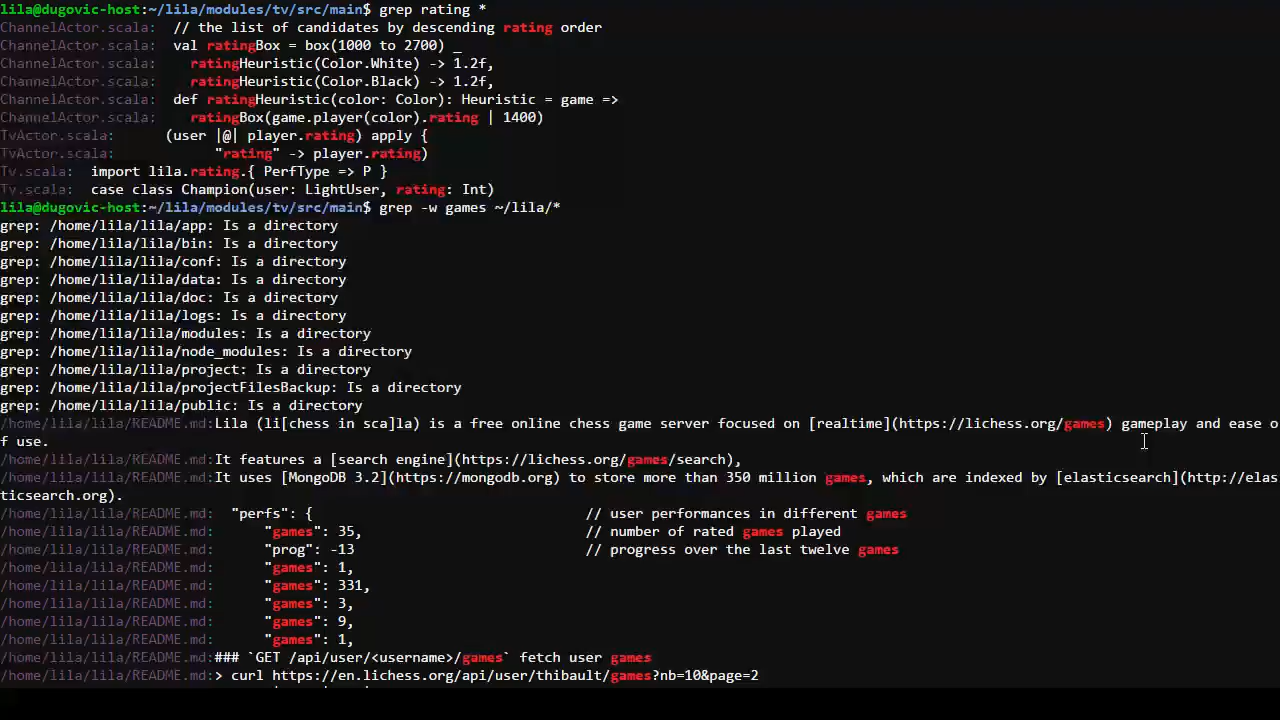 lila@dugovic-host:~/lila/modules/tv/src/main$ grep rating *
ChannelActor.scala:  // the list of candidates by descending rating order
ChannelActor.scala:  val ratingBox = box(1000 to 2700) _
ChannelActor.scala:    ratingHeuristic(Color.White) -> 1.2f,
ChannelActor.scala:    ratingHeuristic(Color.Black) -> 1.2f,
ChannelActor.scala:  def ratingHeuristic(color: Color): Heuristic = game =>
ChannelActor.scala:    ratingBox(game.player(color).rating | 1400)
TvActor.scala:      (user |@| player.rating) apply {
TvActor.scala:            "rating" -> player.rating)
Tv.scala:  import lila.rating.{ PerfType => P }
Tv.scala:  case class Champion(user: LightUser, rating: Int)
lila@dugovic-host:~/lila/modules/tv/src/main$ grep -w games ~/lila/*
grep: /home/lila/lila/app: Is a directory
grep: /home/lila/lila/bin: Is a directory
grep: /home/lila/lila/conf: Is a directory
grep: /home/lila/lila/data: Is a directory
grep: /home/lila/lila/doc: Is a directory
grep: /home/lila/lila/logs: Is a directory
grep: /home/lila/lila/modules: Is a directory
grep: /home/lila/lila/node_modules: Is a directory
grep: /home/lila/lila/project: Is a directory
grep: /home/lila/lila/projectFilesBackup: Is a directory
grep: /home/lila/lila/public: Is a directory
/home/lila/lila/README.md:Lila (li[chess in sca]la) is a free online chess game server focused on [realtime](https://lichess.org/games) gameplay and ease o
f use.
/home/lila/lila/README.md:It features a [search engine](https://lichess.org/games/search),
/home/lila/lila/README.md:It uses [MongoDB 3.2](https://mongodb.org) to store more than 350 million games, which are indexed by [elasticsearch](http://elas
ticsearch.org).
/home/lila/lila/README.md:  "perfs": {                                 // user performances in different games
/home/lila/lila/README.md:      "games": 35,                           // number of rated games played
/home/lila/lila/README.md:      "prog": -13                            // progress over the last twelve games
/home/lila/lila/README.md:      "games": 1,
/home/lila/lila/README.md:      "games": 331,
/home/lila/lila/README.md:      "games": 3,
/home/lila/lila/README.md:      "games": 9,
/home/lila/lila/README.md:      "games": 1,
/home/lila/lila/README.md:### `GET /api/user/<username>/games` fetch user games
/home/lila/lila/README.md:> curl https://en.lichess.org/api/user/thibault/games?nb=10&page=2